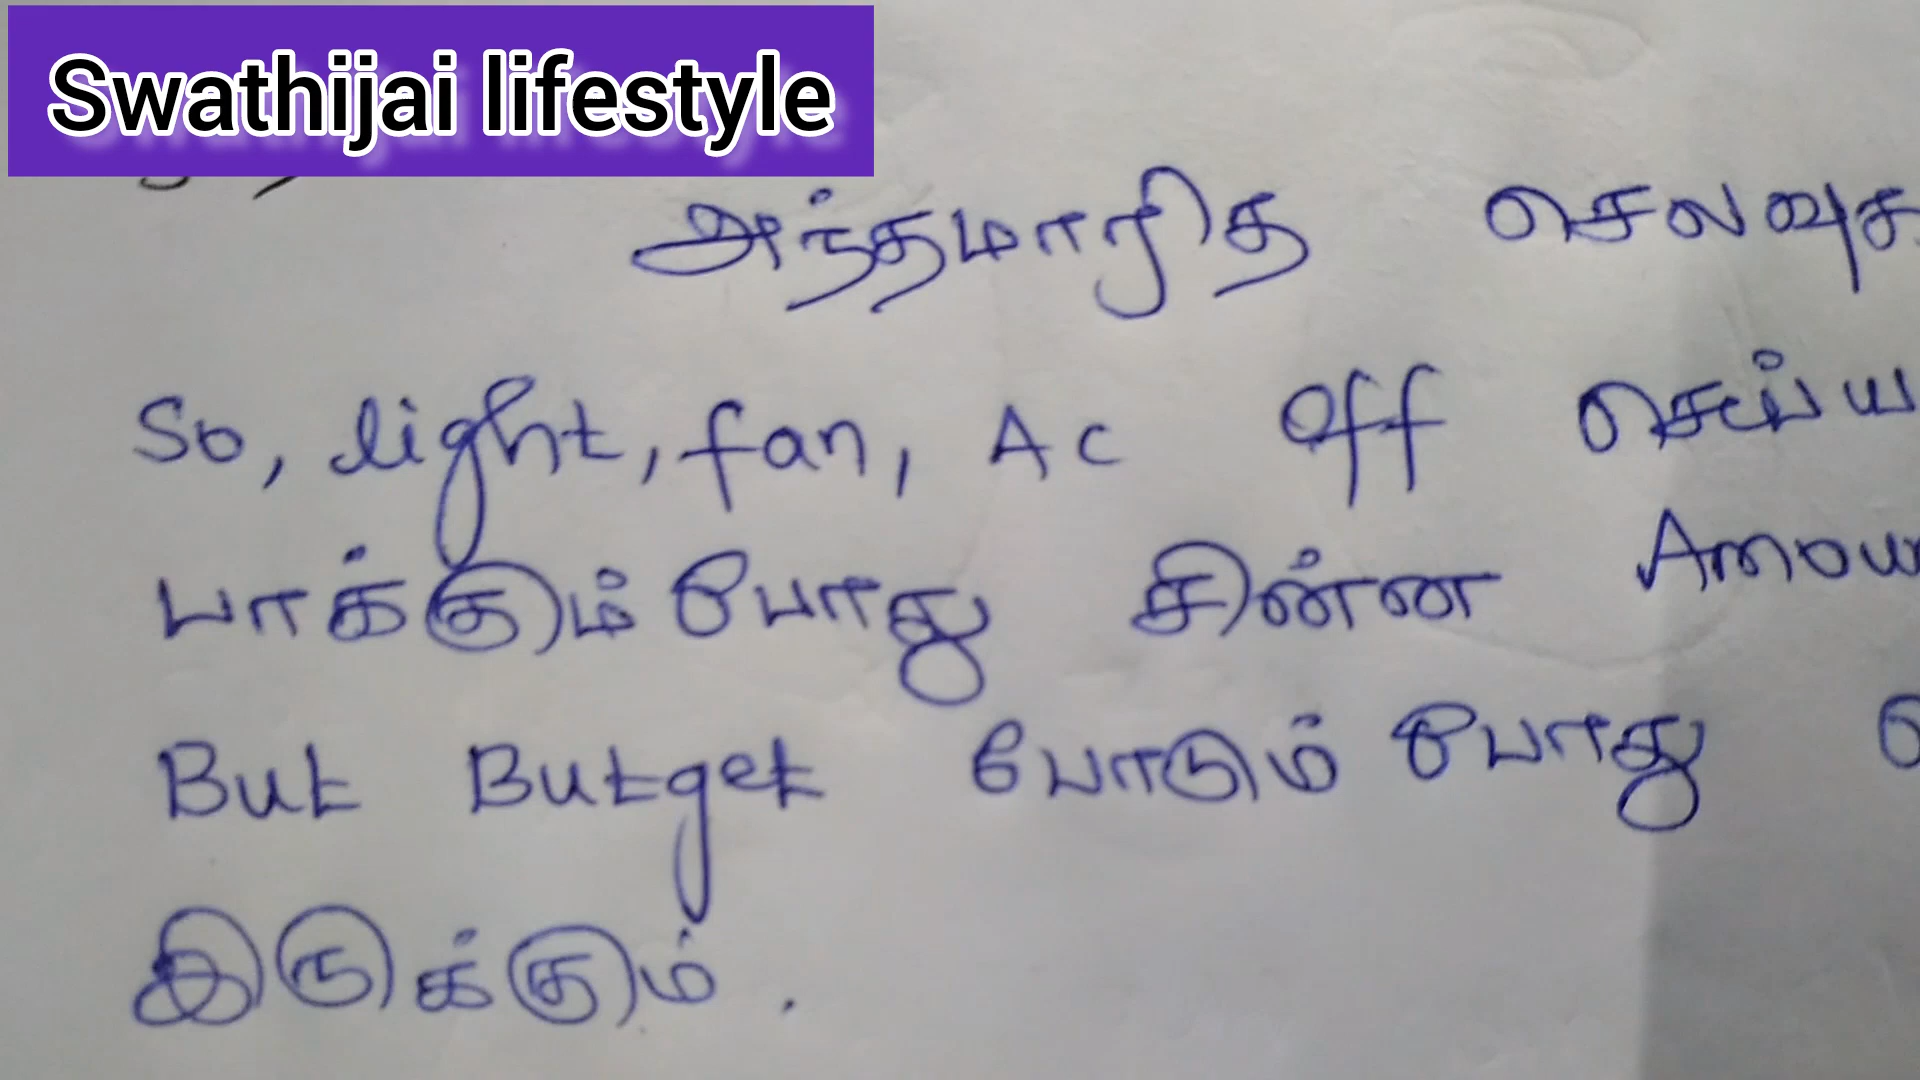 Swathijai lifestyle
அந்தமாரித செலவுக
So, light, fan, Ac off செய்ய
பாக்கும்போது சின்ன Amou
But Butget போடும்போது
இருக்கும்.